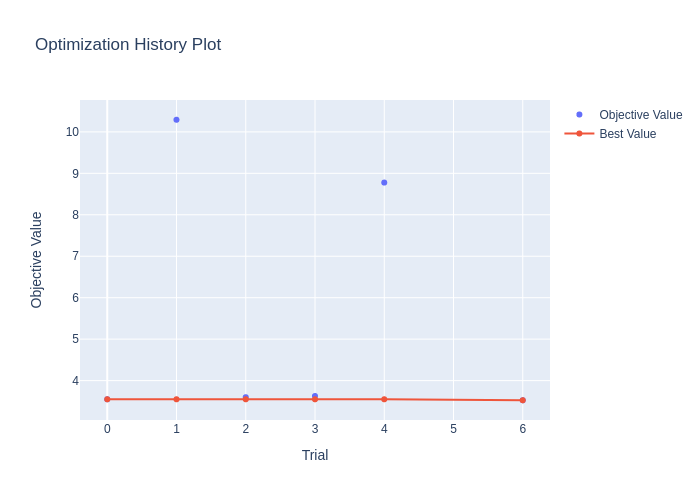 Optimization History Plot
Objective Value
Best Value
10
9
8
7
6
5
4
Objective Value
0 1 2 3 4 5 6
Trial